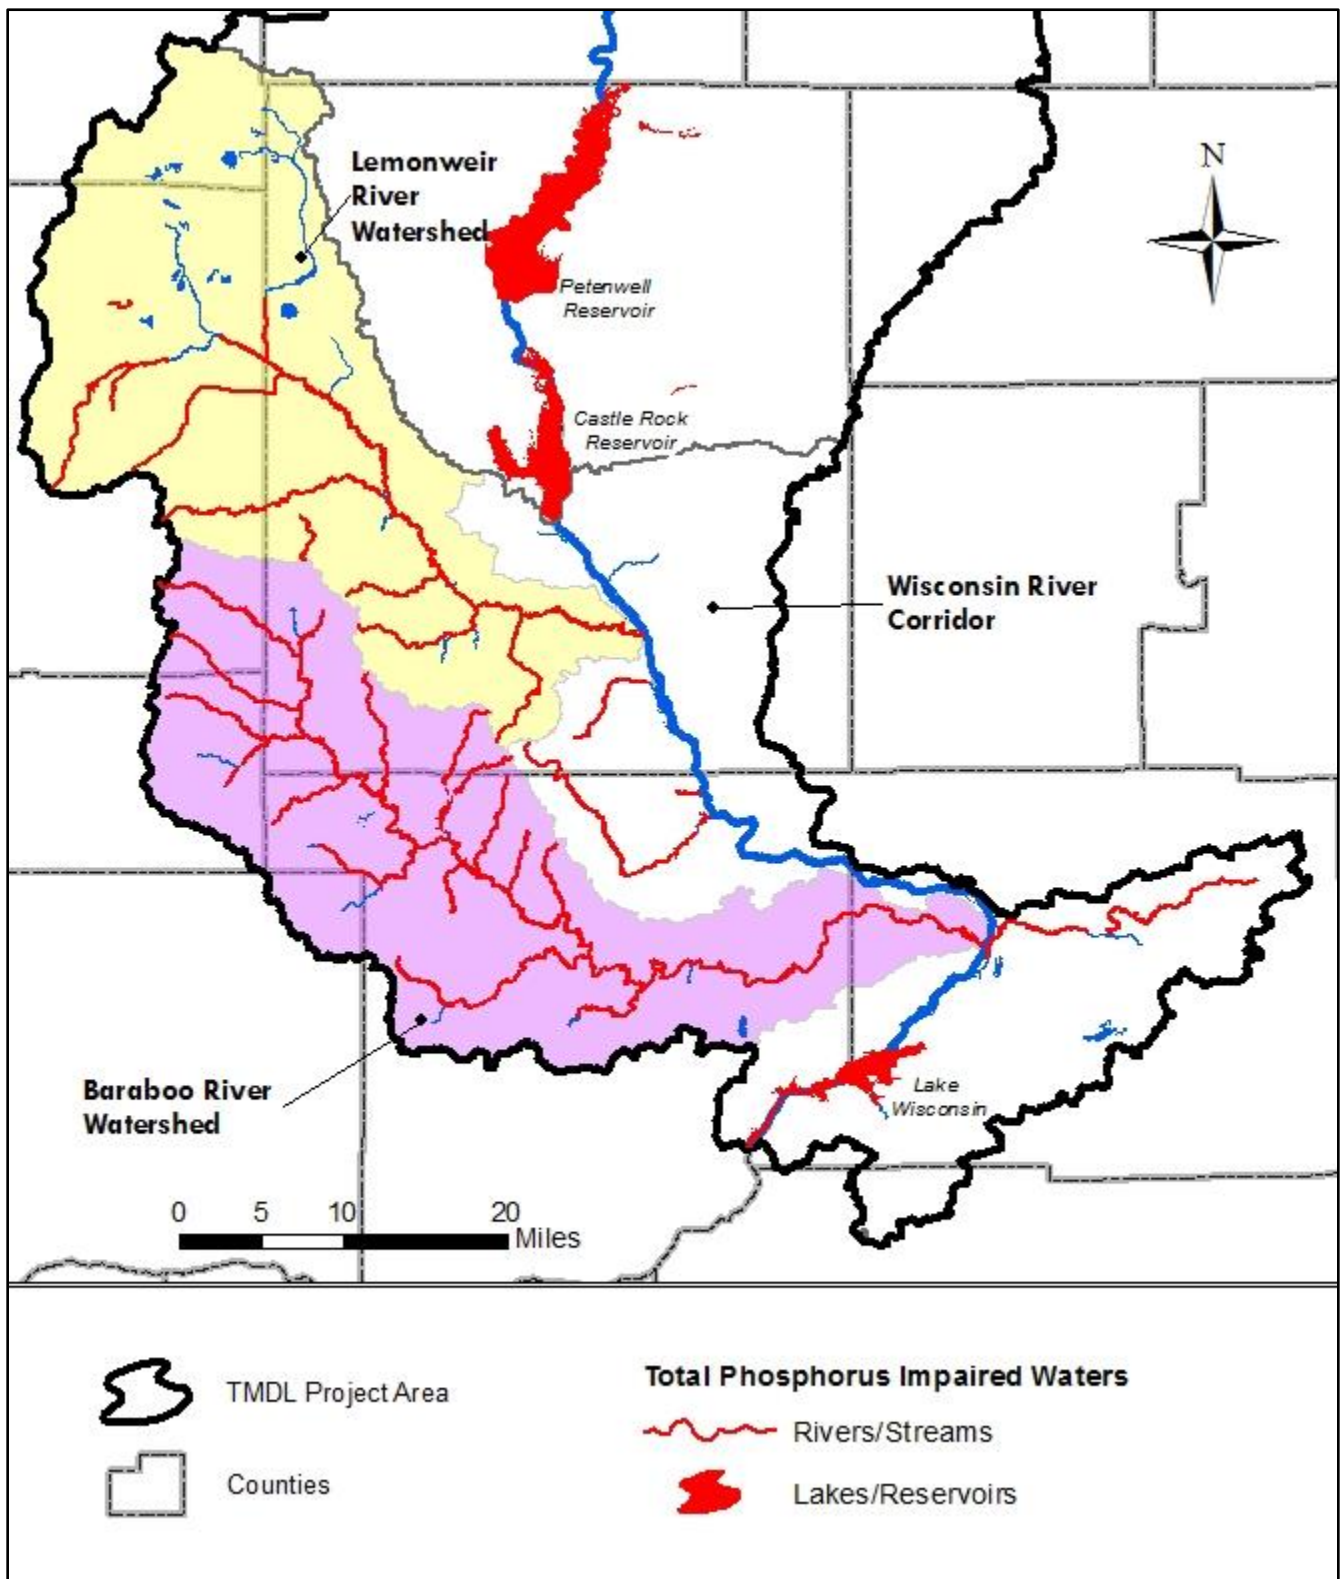 N
Lemonweir
River
Watershed
Petenwell
Reservoir
Castle Rock
Reservoir
Wisconsin River
Corridor
Lake
Wisconsin
Baraboo River
Watershed
0 5 10 20
Miles
TMDL Project Area
Counties
Total Phosphorus Impaired Waters
Rivers/Streams
Lakes/Reservoirs